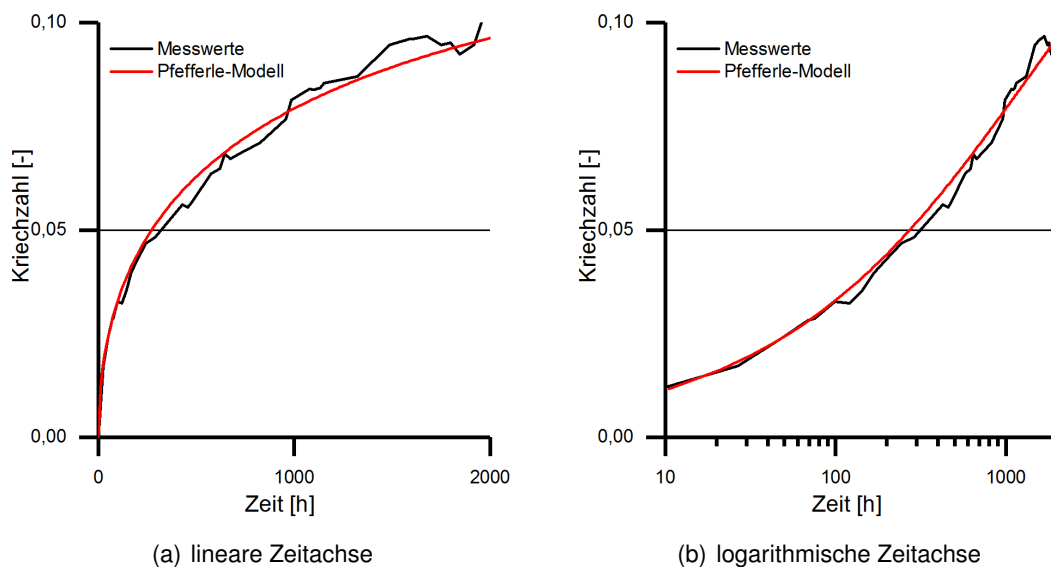 0,10
Messwerte
Pfefferle-Modell
Kriechzahl [-]
0,05
0,00
0
1000
2000
Zeit [h]
(a) lineare Zeitachse
0,10
Messwerte
Pfefferle-Modell
Kriechzahl [-]
0,05
0,00
10
100
1000
Zeit [h]
(b) logarithmische Zeitachse